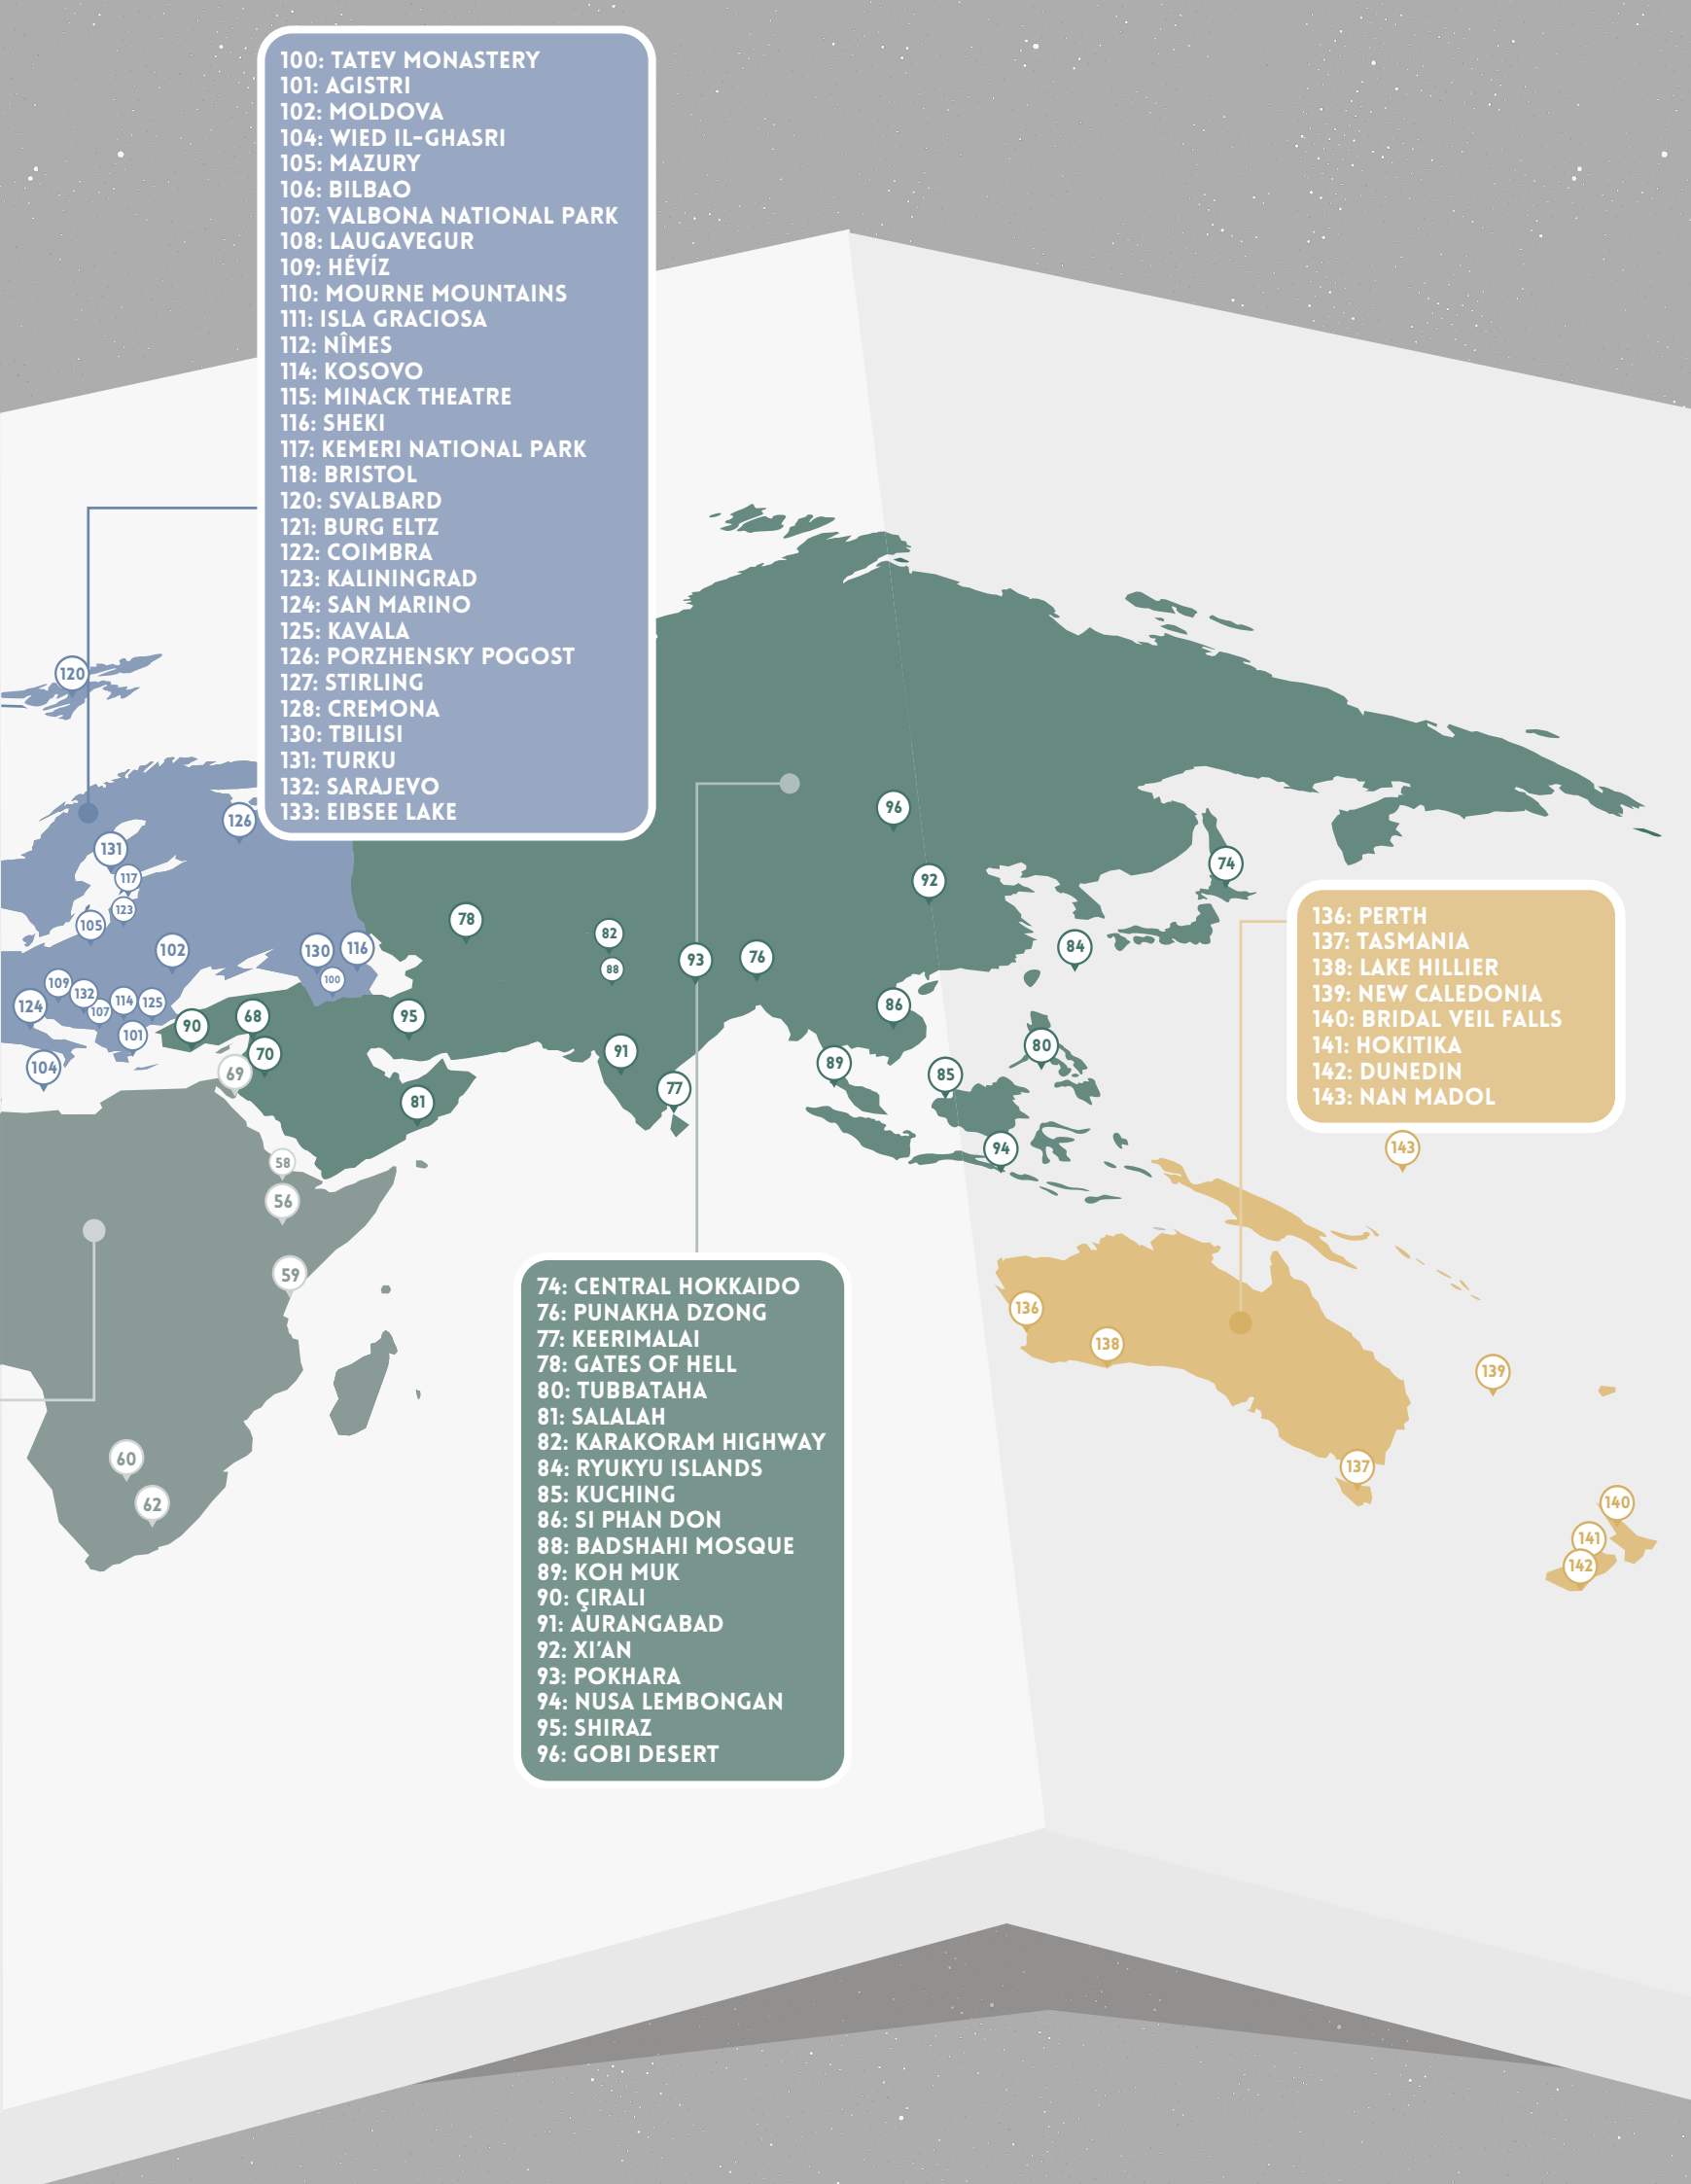 100: TATEV MONASTERY
101: AGISTRI
102: MOLDOVA
104: WIED IL-GHASRI
105: MAZURY
106: BILBAO
107: VALBONA NATIONAL PARK
108: LAUGAVEGUR
109: HÉVÍZ
110: MOURNE MOUNTAINS
111: ISLA GRACIOSA
112: NÎMES
114: KOSOVO
115: MINACK THEATRE
116: SHEKI
117: KEMERI NATIONAL PARK
118: BRISTOL
120: SVALBARD
121: BURG ELTZ
122: COIMBRA
123: KALININGRAD
124: SAN MARINO
125: KAVALA
126: PORZHENSKY POGOST
127: STIRLING
128: CREMONA
130: TBILISI
131: TURKU
132: SARAJEVO
133: EIBSEE LAKE
120
126
131
117
123
105
102
130
116
100
109
132
124
107
114
125
101
104
90
68
70
69
95
81
78
82
88
93
76
91
77
96
92
74
84
86
89
85
80
94
58
56
59
60
62
136: PERTH
137: TASMANIA
138: LAKE HILLIER
139: NEW CALEDONIA
140: BRIDAL VEIL FALLS
141: HOKITIKA
142: DUNEDIN
143: NAN MADOL
143
136
138
139
137
140
141
142
74: CENTRAL HOKKAIDO
76: PUNAKHA DZONG
77: KEERIMALAI
78: GATES OF HELL
80: TUBBATAHA
81: SALALAH
82: KARAKORAM HIGHWAY
84: RYUKYU ISLANDS
85: KUCHING
86: SI PHAN DON
88: BADSHAHI MOSQUE
89: KOH MUK
90: ÇIRALI
91: AURANGABAD
92: XI'AN
93: POKHARA
94: NUSA LEMBONGAN
95: SHIRAZ
96: GOBI DESERT